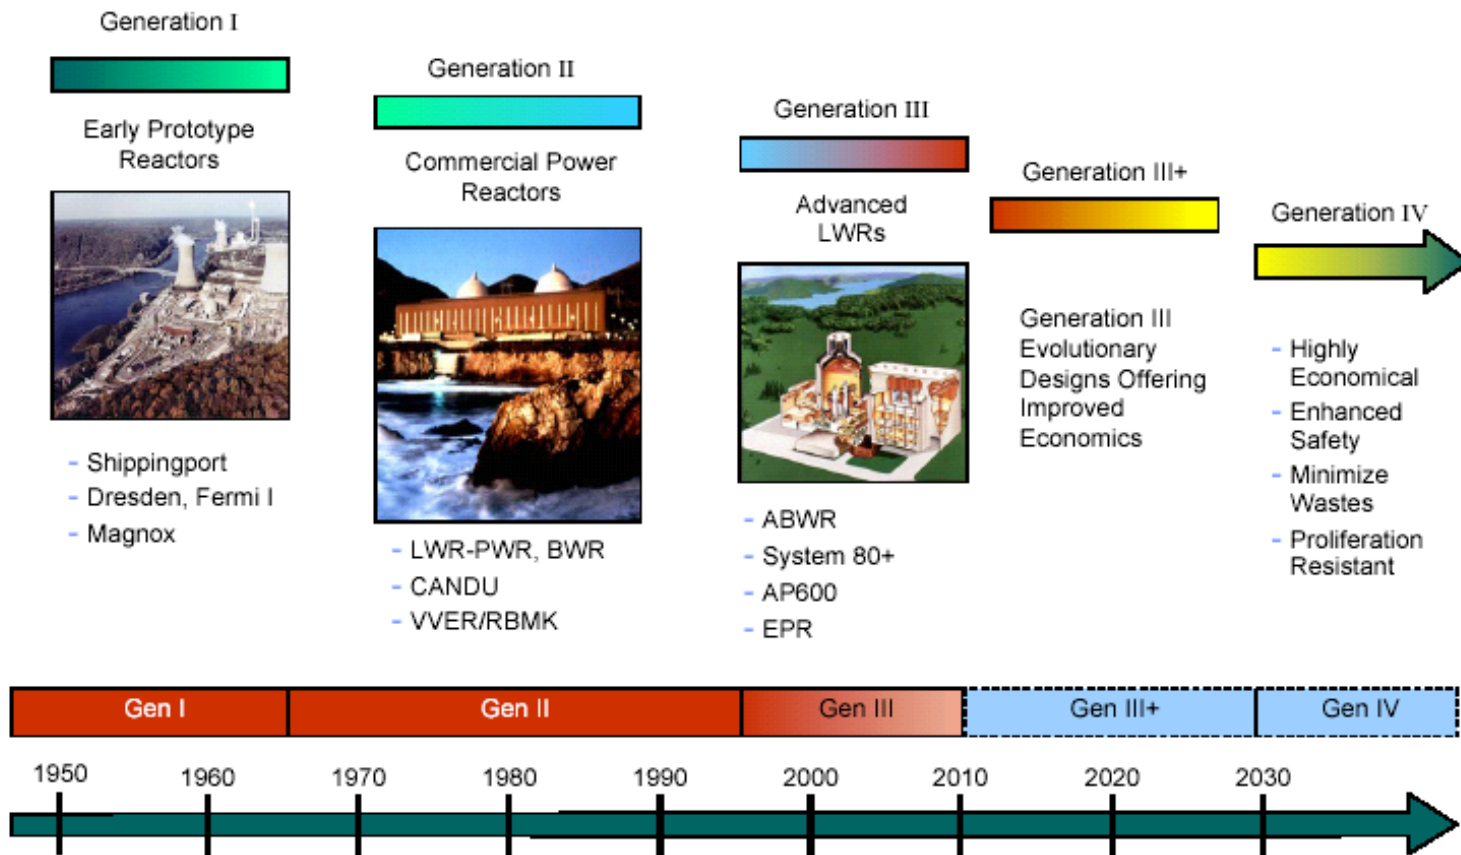 Generation I
Early Prototype
Reactors
- Shippingport
- Dresden, Fermi I
- Magnox
Generation II
Commercial Power
Reactors
- LWR-PWR, BWR
- CANDU
- VVER/RBMK
Generation III
Advanced
LWRs
- ABWR
- System 80+
- AP600
- EPR
Generation III+
Generation III
Evolutionary
Designs Offering
Improved
Economics
Generation IV
- Highly
Economical
- Enhanced
Safety
- Minimize
Wastes
- Proliferation
Resistant
Gen I Gen II Gen III Gen III+ Gen IV
1950 1960 1970 1980 1990 2000 2010 2020 2030